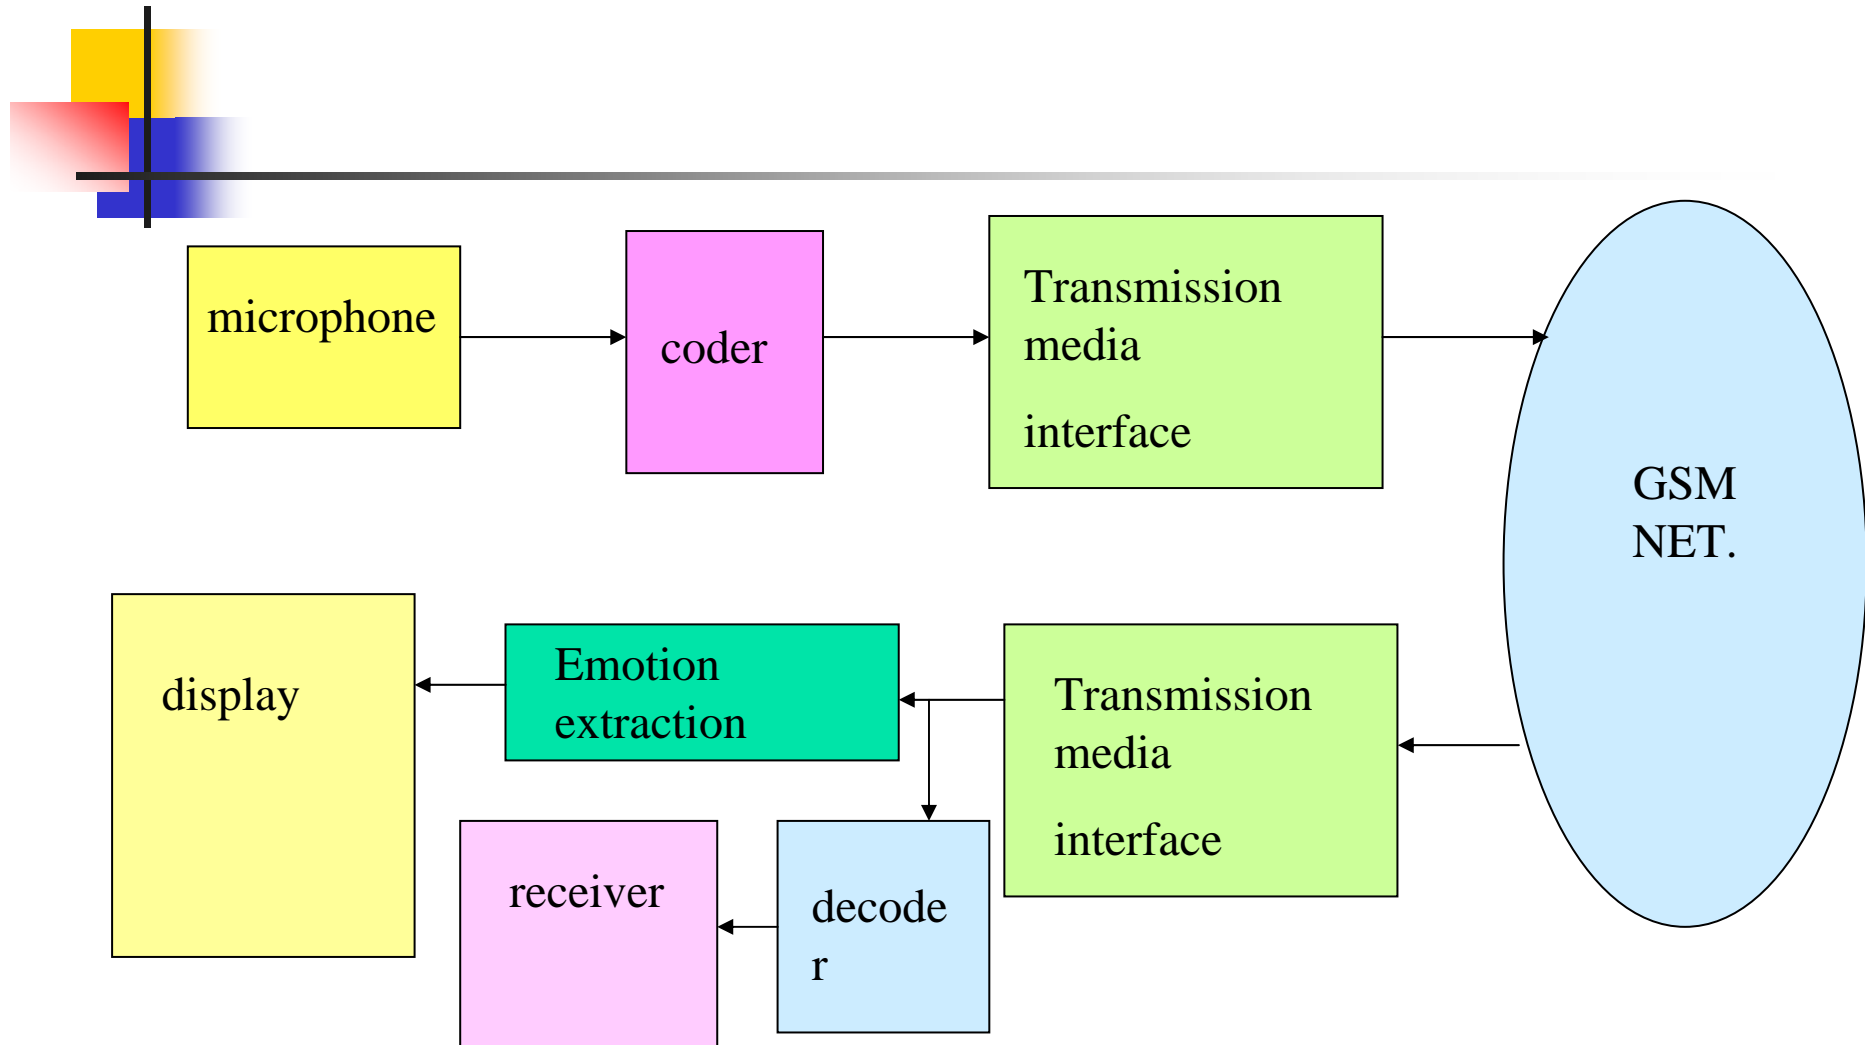 microphone
coder
Transmission
media
interface
GSM
NET.
display
Emotion
extraction
Transmission
media
interface
receiver
decode
r